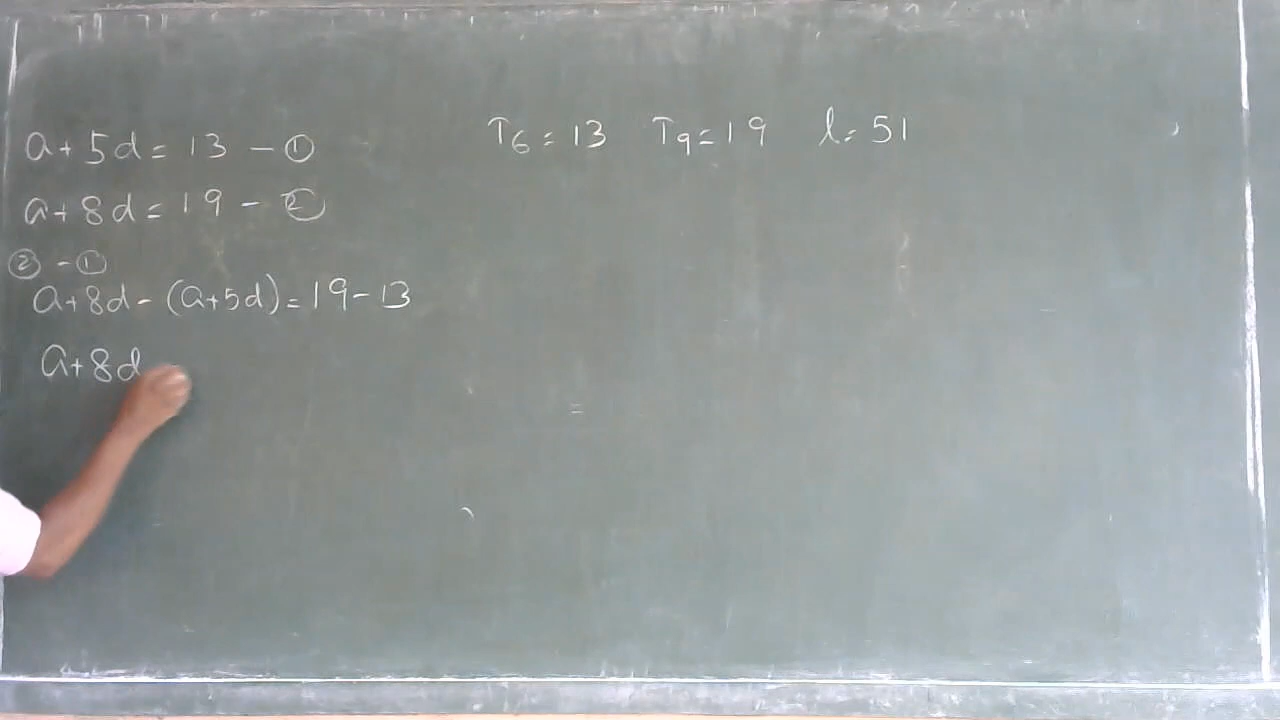 T6 = 13 T9 = 19 l = 51
a + 5d = 13 - ①
a + 8d = 19 - ②
② - ①
a + 8d - (a + 5d) = 19 - 13
a + 8d